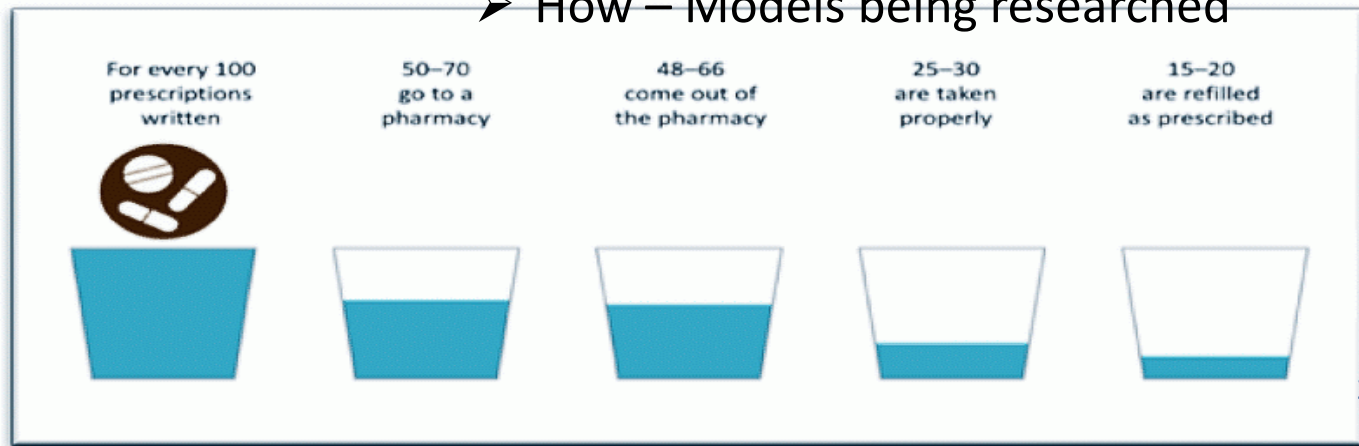 ➤ How – Models being researched
For every 100
prescriptions
written
50–70
go to a
pharmacy
48–66
come out of
the pharmacy
25–30
are taken
properly
15–20
are refilled
as prescribed